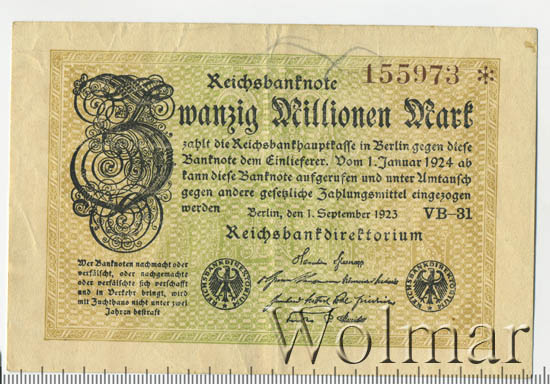 Reichsbanknote
155973 *
Zwanzig Millionen Mark
zahlt die Reichsbankhauptkasse in Berlin gegen diese
Banknote dem Einlieferer. Vom 1. Januar 1924 ab
kann diese Banknote aufgerufen und unter Umtausch
gegen andere gesetzliche Zahlungsmittel eingezogen
werden
Berlin, den 1. September 1923 VB-31
Reichsbankdirektorium
Wer Banknoten nachmacht oder
verfälscht, oder nachgemachte
oder verfälschte sich verschafft
und in Verkehr bringt, wird
mit Zuchthaus nicht unter zwei
Jahren bestraft
REICHSBANKDIREKTORIUM
REICHSBANKDIREKTORIUM
Wolmar